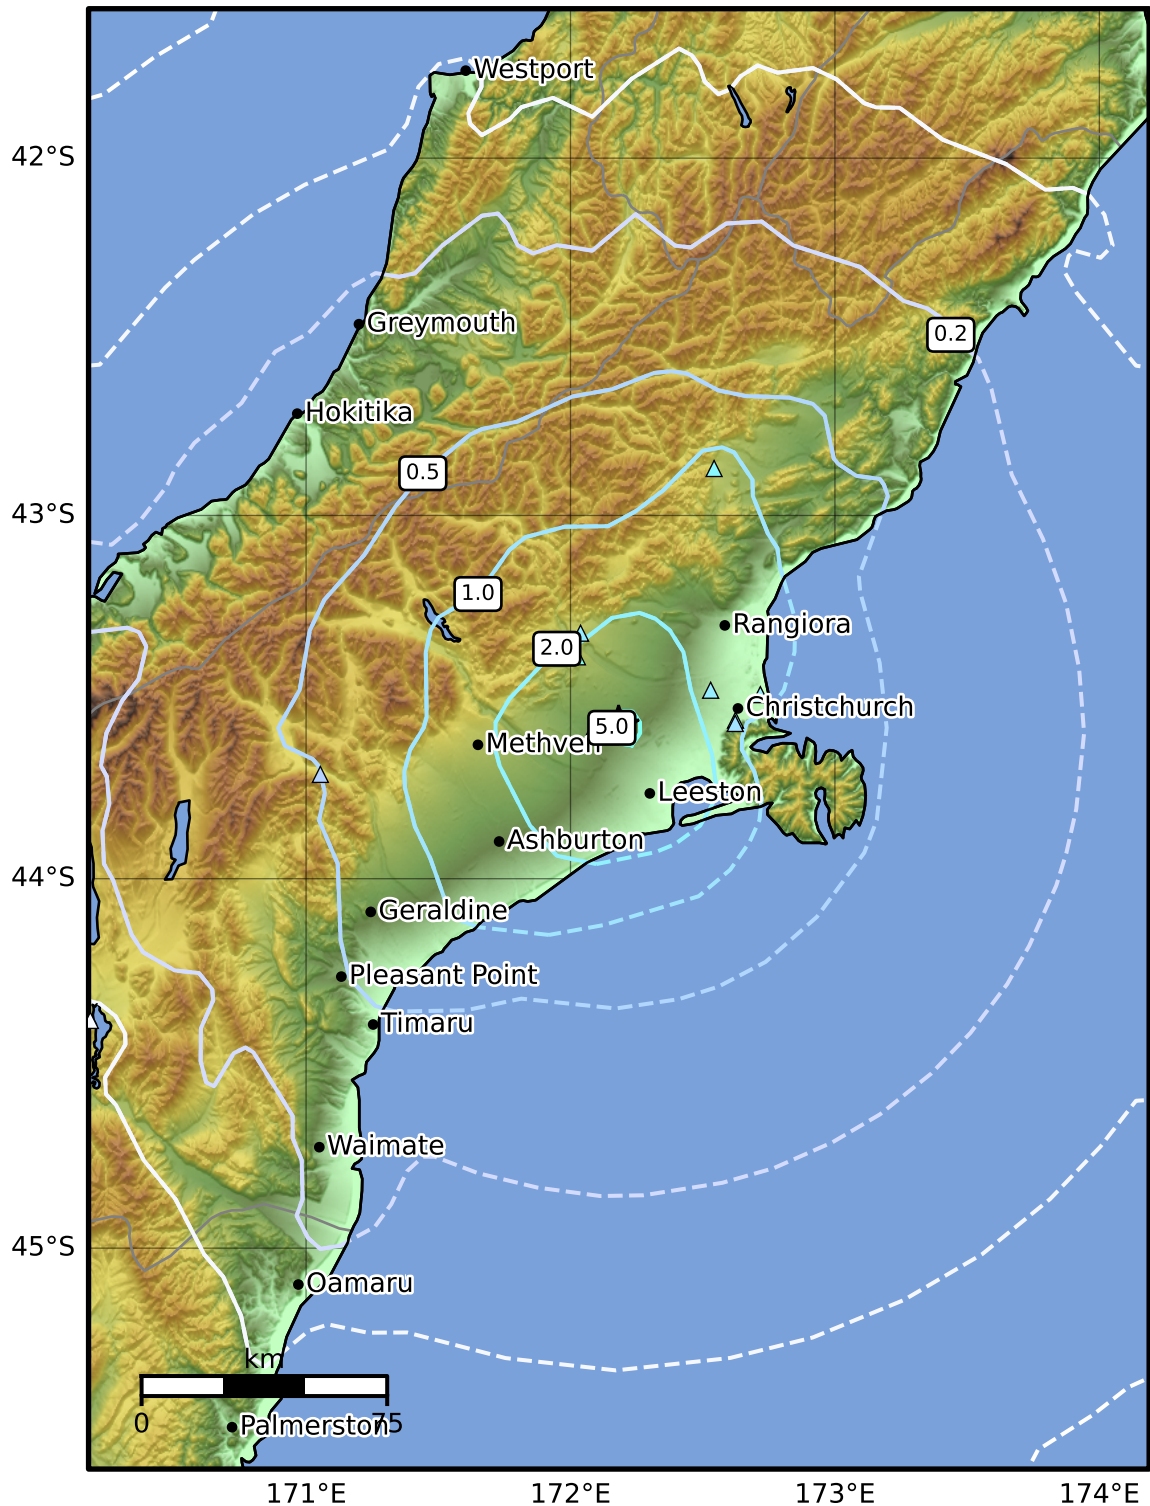 Westport
42°S
Greymouth
0.2
Hokitika
0.5
43°S
1.0
Rangiora
2.0
Christchurch
5.0
Methven
Leeston
Ashburton
44°S
Geraldine
Pleasant Point
Timaru
Waimate
45°S
Oamaru
km
0
75
Palmerston
171°E
172°E
173°E
174°E